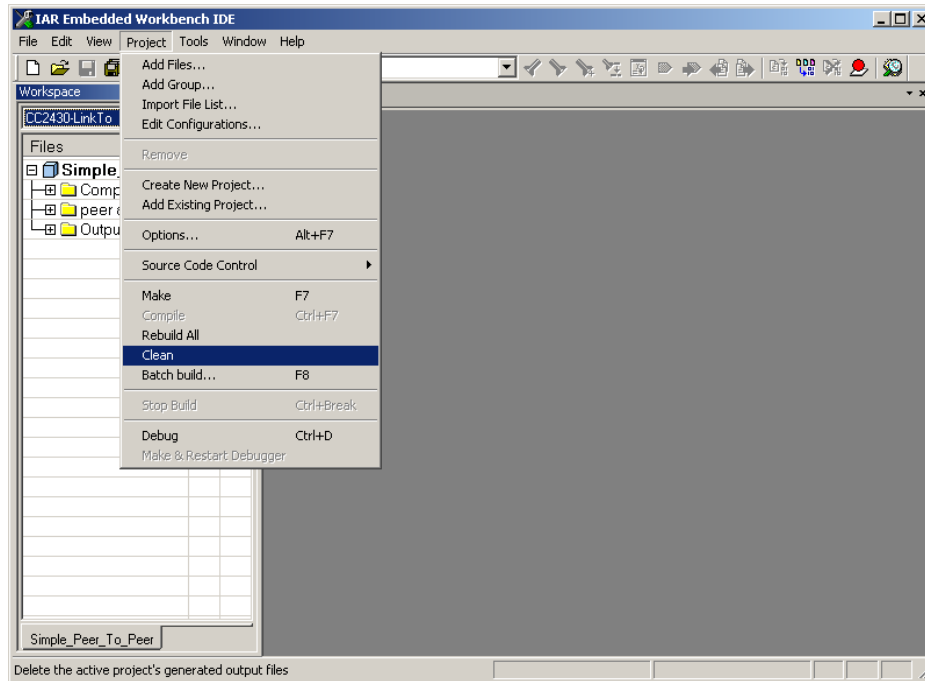 IAR Embedded Workbench IDE
File Edit View Project Tools Window Help
Workspace
CC2430-LinkTo
Files
Simple_
Comp
peer
Outpu
Add Files...
Add Group...
Import File List...
Edit Configurations...
Remove
Create New Project...
Add Existing Project...
Options... Alt+F7
Source Code Control
Make F7
Compile Ctrl+F7
Rebuild All
Clean
Batch build... F8
Stop Build Ctrl+Break
Debug Ctrl+D
Make & Restart Debugger
Simple_Peer_To_Peer
Delete the active project's generated output files